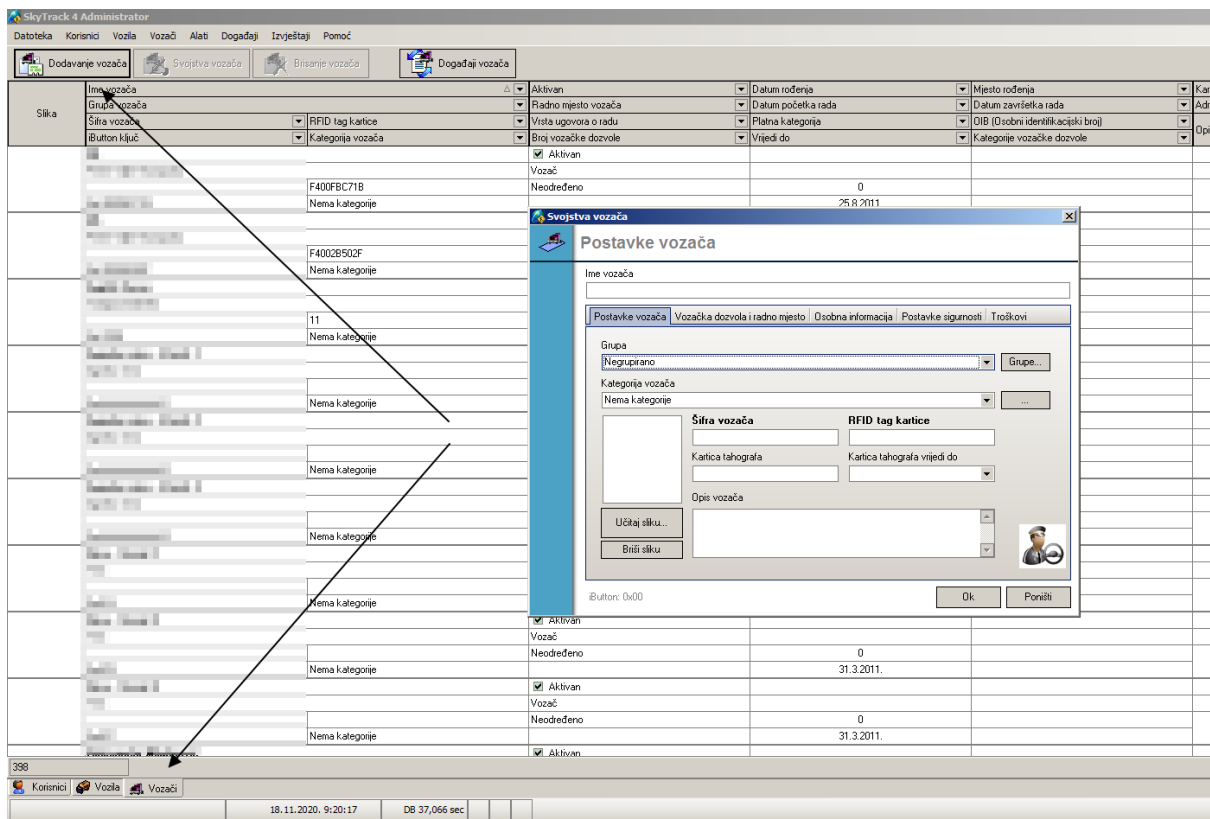 SkyTrack 4 Administrator
Datoteka Korisnici Vozila Vozači Alati Događaji Izvještaji Pomoć
Dodavanje vozača Svojstva vozača Brisanje vozača Događaji vozača
Slika
Ime vozača Aktivan Datum rođenja Mjesto rođenja Kar
Grupa vozača Radno mjesto vozača Datum početka rada Datum završetka rada Adr
Šifra vozača RFID tag kartice Vrsta ugovora o radu Platna kategorija OIB (Osobni identifikacijski broj)
iButton ključ Kategorija vozača Broj vozačke dozvole Vrijedi do Kategorije vozačke dozvole Opi
Aktivan
Vozač
F400FBC71B Neodređeno 0
Nema kategorije 25.8.2011
F4002B502F
Nema kategorije
11
Nema kategorije
Nema kategorije
Nema kategorije
Nema kategorije
Nema kategorije
Svojstva vozača
Postavke vozača
Ime vozača
Postavke vozača Vozačka dozvola i radno mjesto Osobna informacija Postavke sigurnosti Troškovi
Grupa
Negrupirano Grupe...
Kategorija vozača
Nema kategorije ...
Šifra vozača RFID tag kartice
Kartica tahografa Kartica tahografa vrijedi do
Opis vozača
Učitaj sliku...
Briši sliku
iButton: 0x00 Ok Poništi
Aktivan
Vozač
Neodređeno 0
Nema kategorije 31.3.2011.
Aktivan
Vozač
Neodređeno 0
Nema kategorije 31.3.2011.
Aktivan
398
Korisnici Vozila Vozači
18.11.2020. 9:20:17 DB 37,066 sec